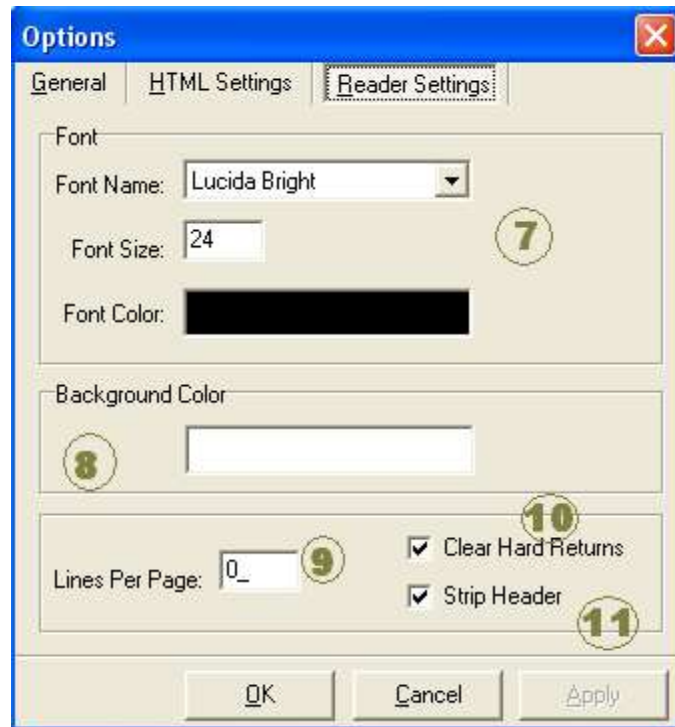 Options
General HTML Settings Reader Settings
Font
Font Name: Lucida Bright
7
Font Size: 24
Font Color:
Background Color
8
10
Lines Per Page: 0_ 9 Clear Hard Returns
Strip Header
11
OK Cancel Apply